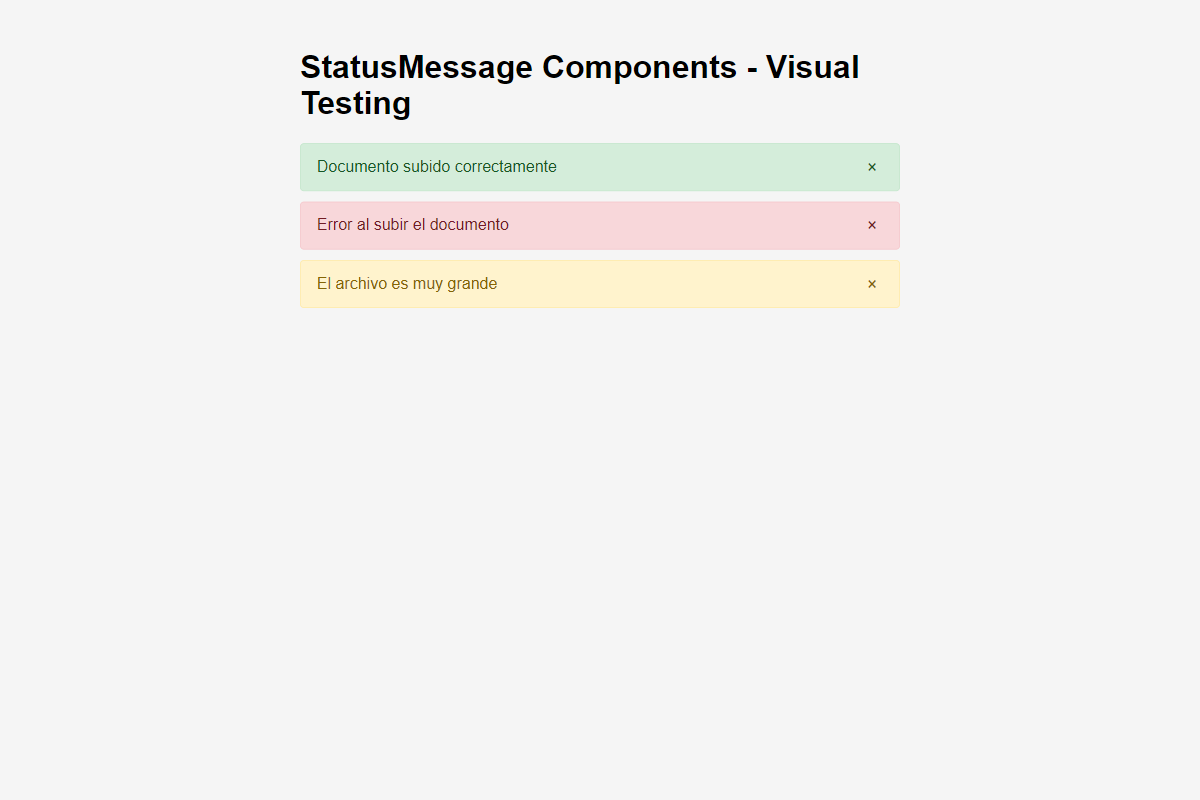 StatusMessage Components - Visual
Testing
Documento subido correctamente ×
Error al subir el documento ×
El archivo es muy grande ×